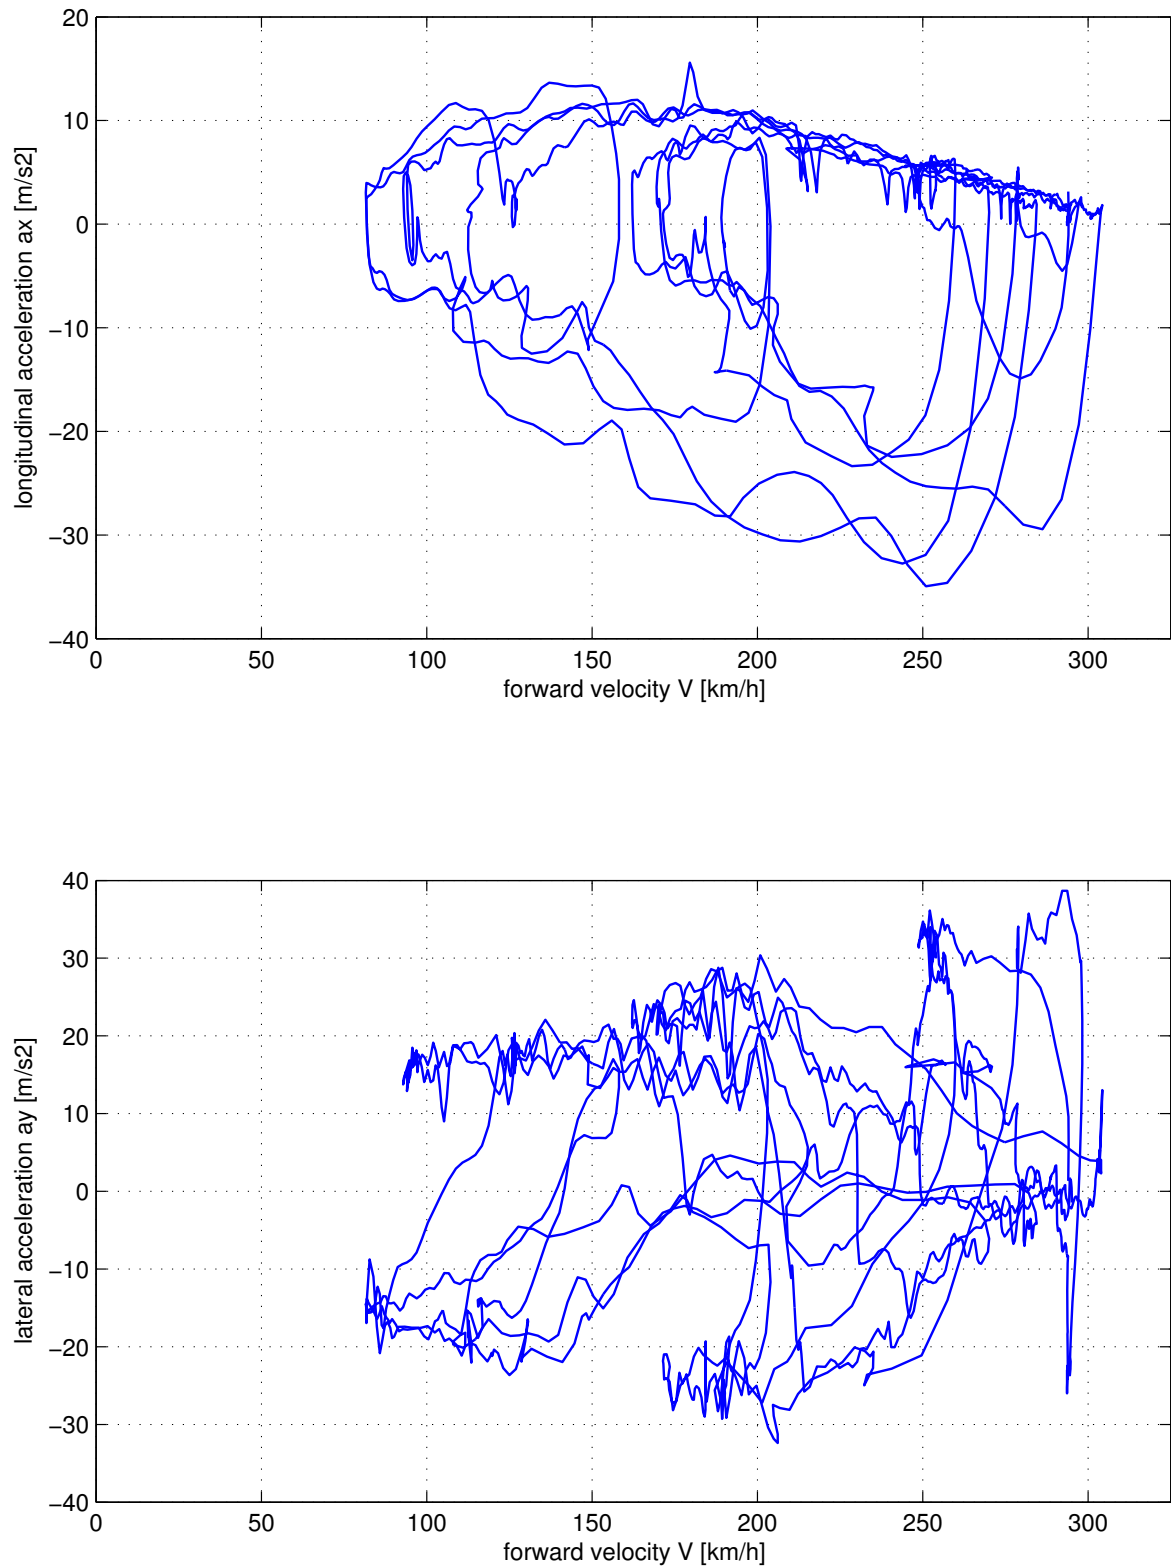 20
10
0
−10
−20
−30
−40
longitudinal acceleration ax [m/s2]
0 50 100 150 200 250 300
forward velocity V [km/h]
40
30
20
10
0
−10
−20
−30
−40
lateral acceleration ay [m/s2]
0 50 100 150 200 250 300
forward velocity V [km/h]